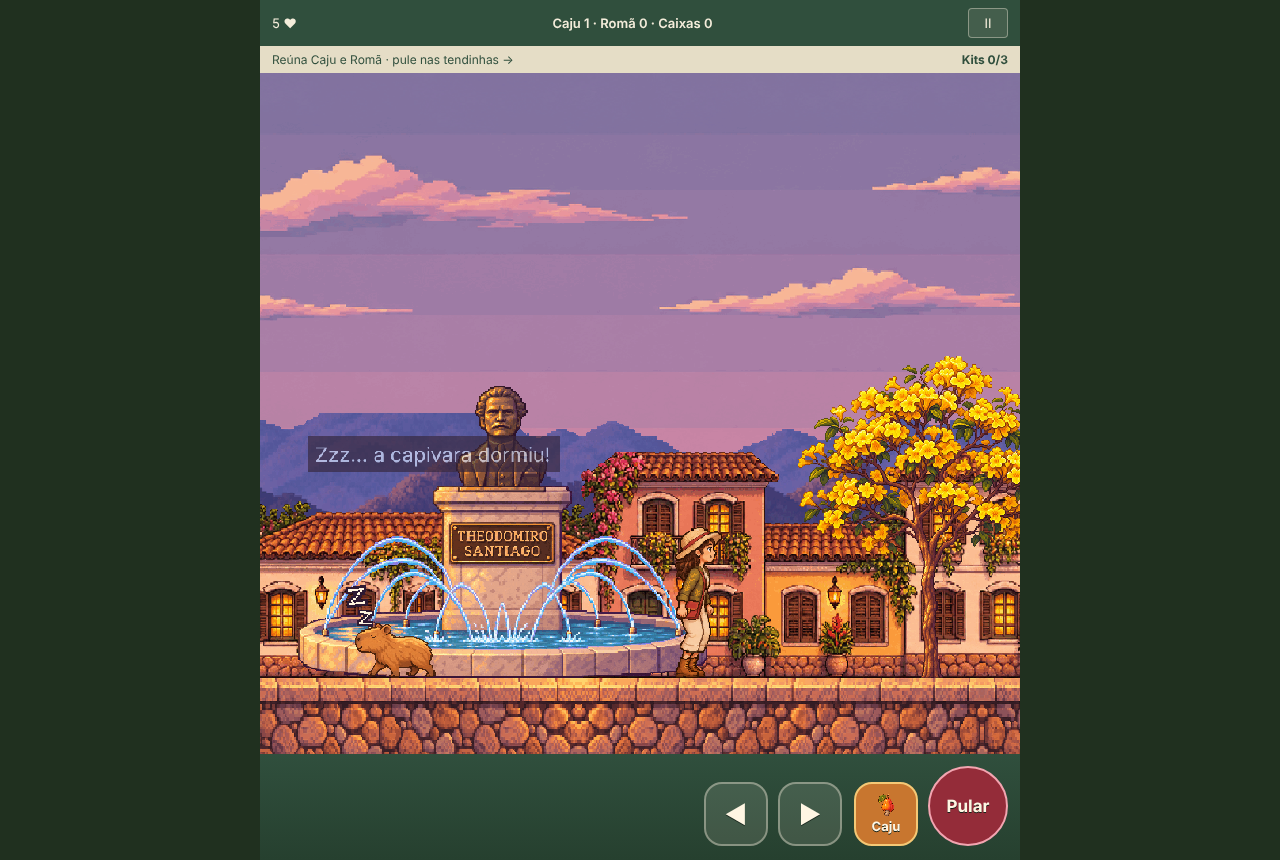 5 ♥
Caju 1 · Romã 0 · Caixas 0
II
Reúna Caju e Romã · pule nas tendinhas →
Kits 0/3
Zzz... a capivara dormiu!
THEODOMIRO
SANTIAGO
Z
Z
◀
▶
Caju
Pular